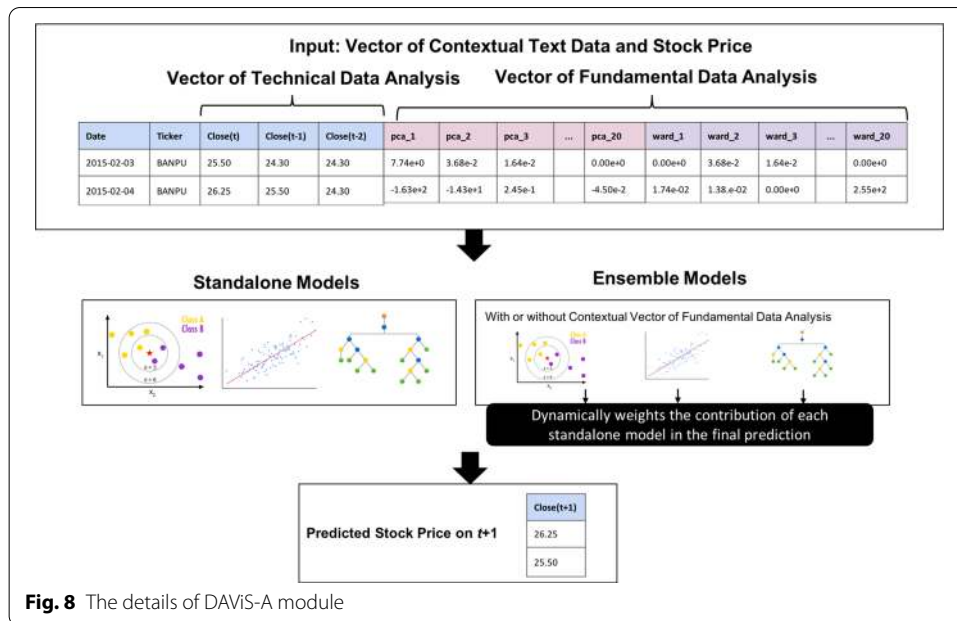 Input: Vector of Contextual Text Data and Stock Price
Vector of Technical Data Analysis Vector of Fundamental Data Analysis
Date Ticker Close(t) Close(t-1) Close(t-2) pca_1 pca_2 pca_3 ... pca_20 ward_1 ward_2 ward_3 ... ward_20
2015-02-03 BANPU 25.50 24.30 24.30 7.74e+0 3.68e-2 1.64e-2 0.00e+0 0.00e+0 3.68e-2 1.64e-2 0.00e+0
2015-02-04 BANPU 26.25 25.50 24.30 -1.63e+2 -1.43e+1 2.45e-1 -4.50e-2 1.74e-02 1.38.e-02 0.00e+0 2.55e+2
Standalone Models
Class A
Class B
X₁
X₂
Ensemble Models
With or without Contextual Vector of Fundamental Data Analysis
Class B
X₁
X₂
Dynamically weights the contribution of each
standalone model in the final prediction
Predicted Stock Price on t+1
Close(t+1)
26.25
25.50
Fig. 8 The details of DAViS-A module